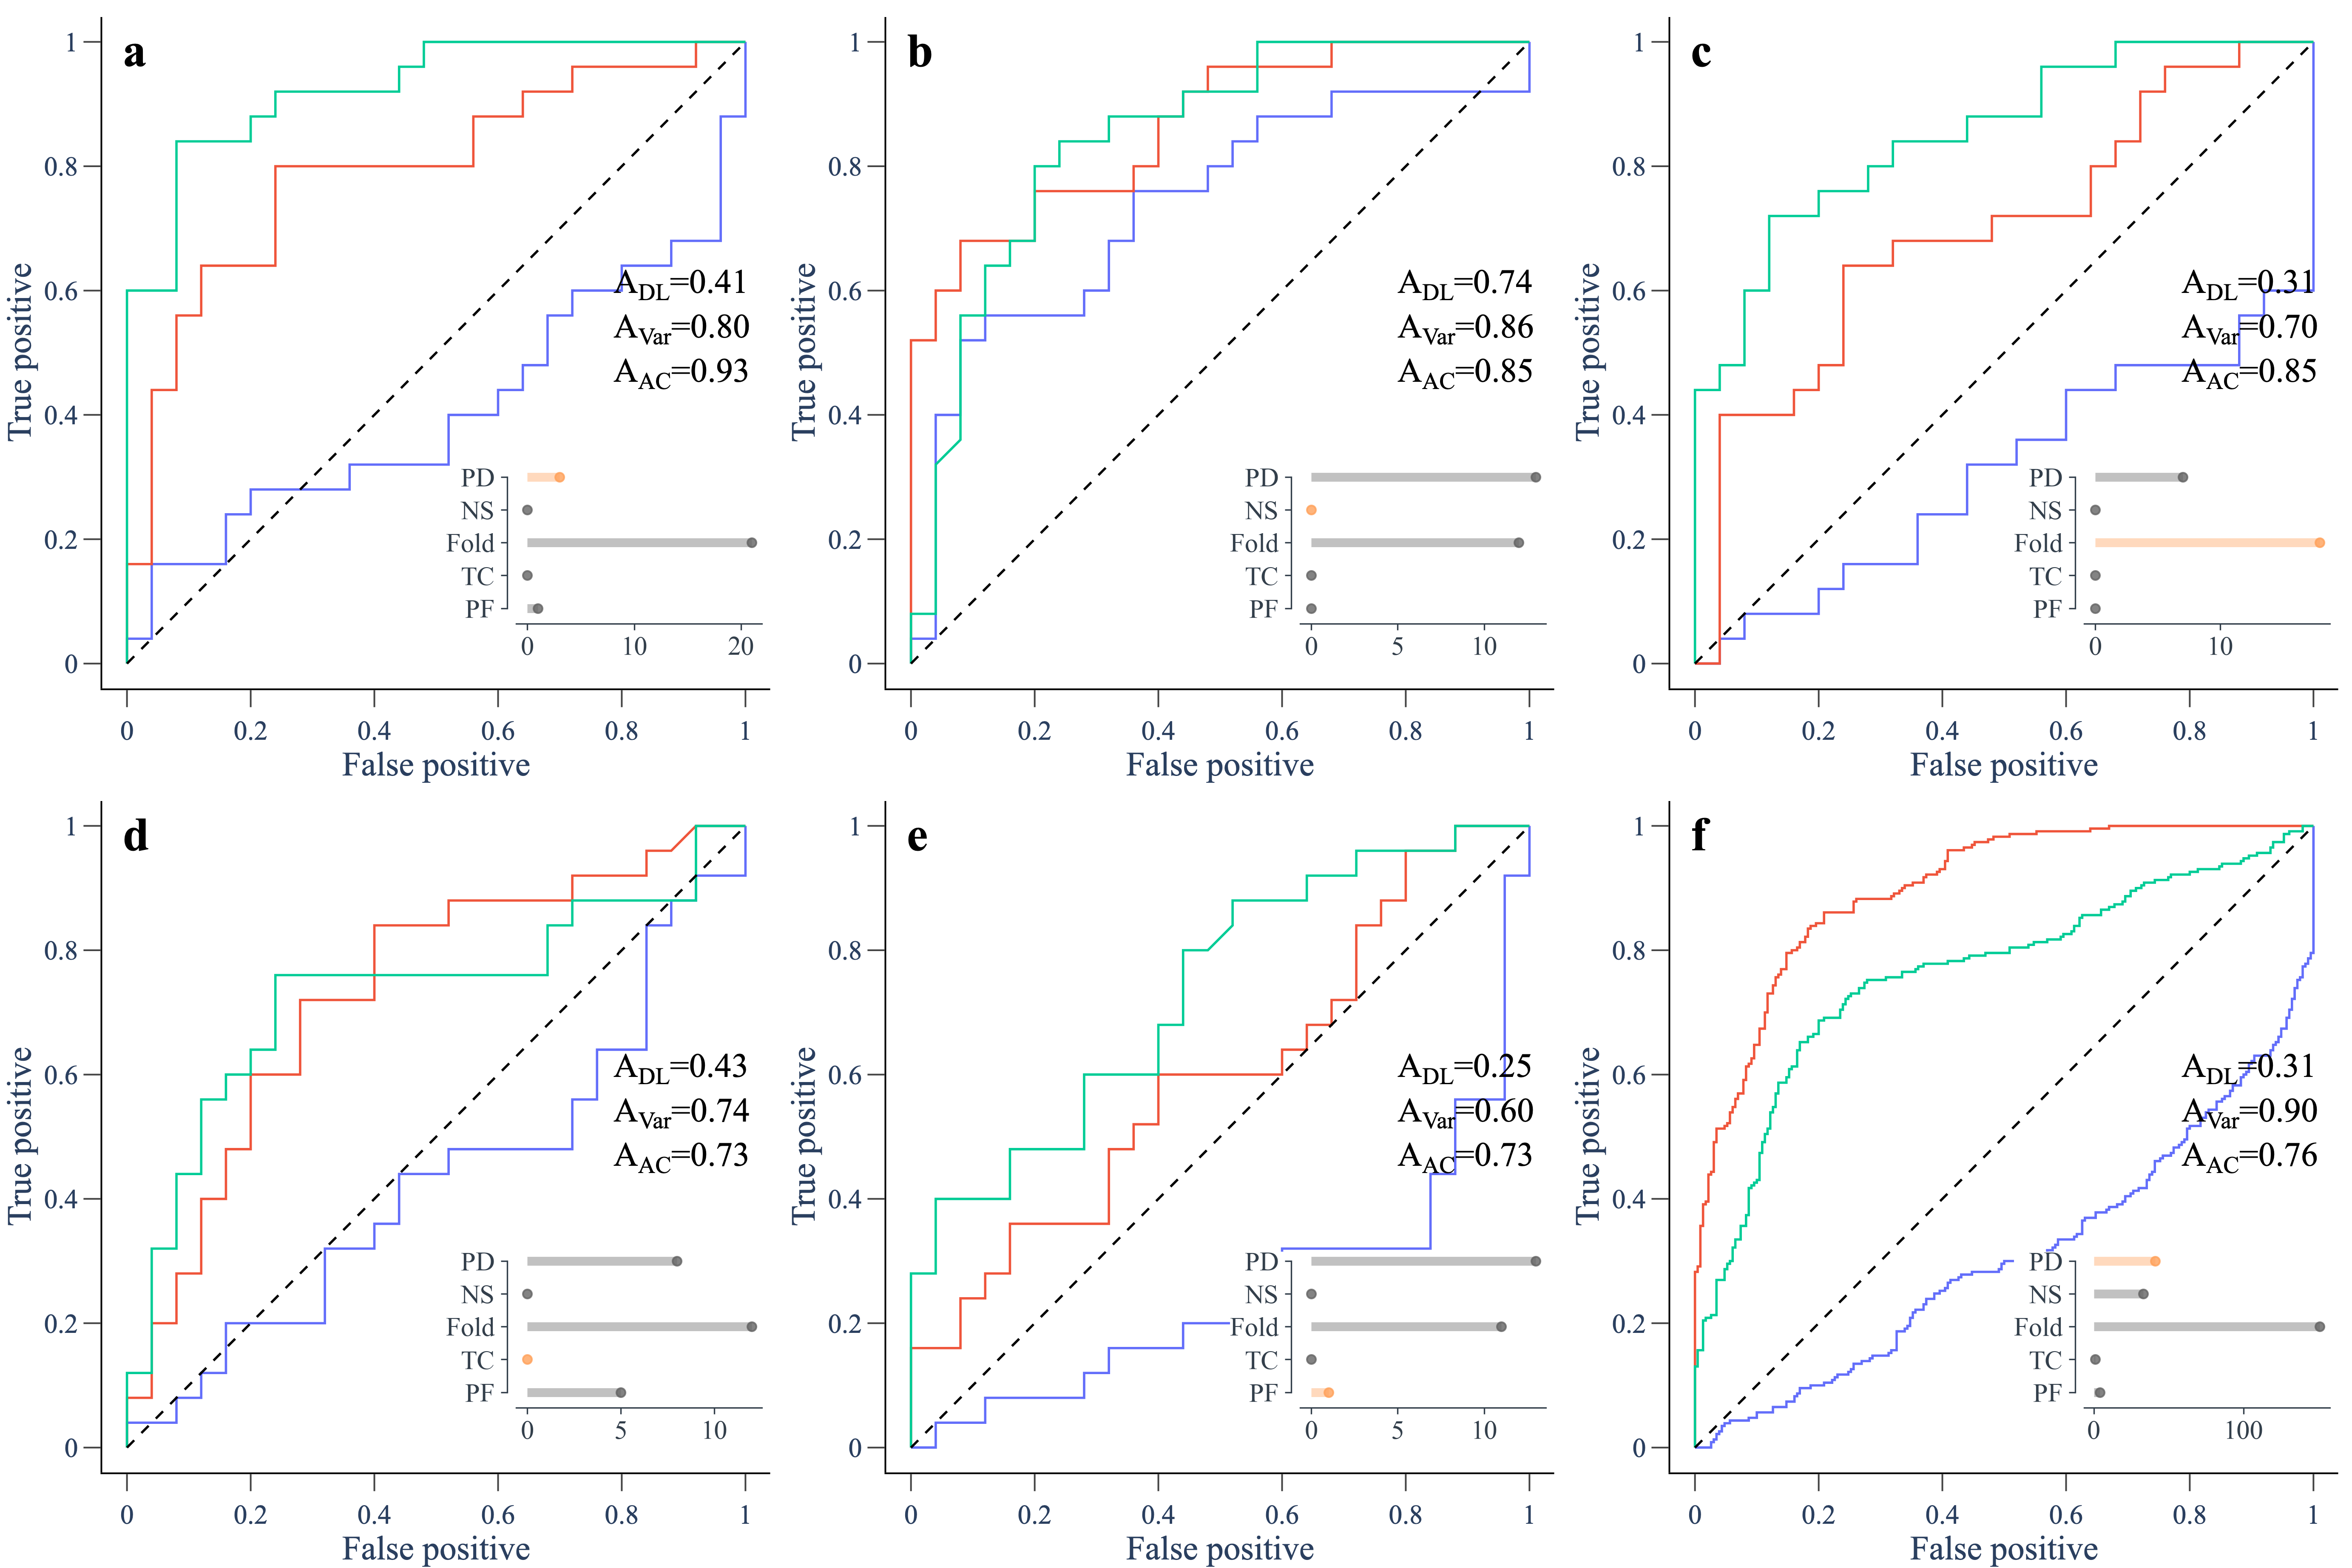 a
1
0.8
0.6
0.4
0.2
0
True positive
A_DL=0.41
A_Var=0.80
A_AC=0.93
PD
NS
Fold
TC
PF
0 10 20
0 0.2 0.4 0.6 0.8 1
False positive
b
1
0.8
0.6
0.4
0.2
0
True positive
A_DL=0.74
A_Var=0.86
A_AC=0.85
PD
NS
Fold
TC
PF
0 5 10
0 0.2 0.4 0.6 0.8 1
False positive
c
1
0.8
0.6
0.4
0.2
0
True positive
A_DL=0.31
A_Var=0.70
A_AC=0.85
PD
NS
Fold
TC
PF
0 10
0 0.2 0.4 0.6 0.8 1
False positive
d
1
0.8
0.6
0.4
0.2
0
True positive
A_DL=0.43
A_Var=0.74
A_AC=0.73
PD
NS
Fold
TC
PF
0 5 10
0 0.2 0.4 0.6 0.8 1
False positive
e
1
0.8
0.6
0.4
0.2
0
True positive
A_DL=0.25
A_Var=0.60
A_AC=0.73
PD
NS
Fold
TC
PF
0 5 10
0 0.2 0.4 0.6 0.8 1
False positive
f
1
0.8
0.6
0.4
0.2
0
True positive
A_DL=0.31
A_Var=0.90
A_AC=0.76
PD
NS
Fold
TC
PF
0 100
0 0.2 0.4 0.6 0.8 1
False positive